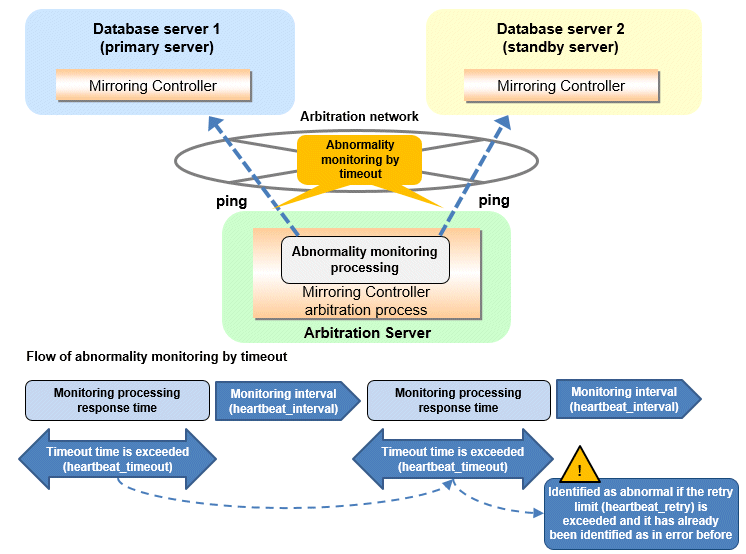 Database server 1
(primary server)
Mirroring Controller
Database server 2
(standby server)
Mirroring Controller
Arbitration network
Abnormality
monitoring by
timeout
ping
ping
Abnormality monitoring
processing
Mirroring Controller
arbitration process
Arbitration Server
Flow of abnormality monitoring by timeout
Monitoring processing
response time
Monitoring interval
(heartbeat_interval)
Monitoring processing
response time
Monitoring interval
(heartbeat_interval)
Timeout time is exceeded
(heartbeat_timeout)
Timeout time is exceeded
(heartbeat_timeout)
!
Identified as abnormal if the retry
limit (heartbeat_retry) is
exceeded and it has already
been identified as in error before